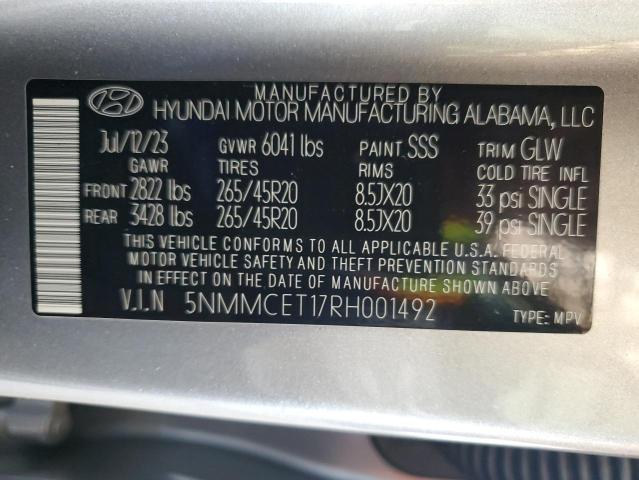 MANUFACTURED BY
HYUNDAI MOTOR MANUFACTURING ALABAMA, LLC
Jul/12/23 GVWR 6041 lbs PAINT SSS TRIM GLW
GAWR TIRES RIMS COLD TIRE INFL
FRONT 2822 lbs 265/45R20 8.5JX20 33 psi SINGLE
REAR 3428 lbs 265/45R20 8.5JX20 39 psi SINGLE
THIS VEHICLE CONFORMS TO ALL APPLICABLE U.S.A. FEDERAL
MOTOR VEHICLE SAFETY AND THEFT PREVENTION STANDARDS
IN EFFECT ON THE DATE OF MANUFACTURE SHOWN ABOVE
V.I.N 5NMMCET17RH001492 TYPE: MPV